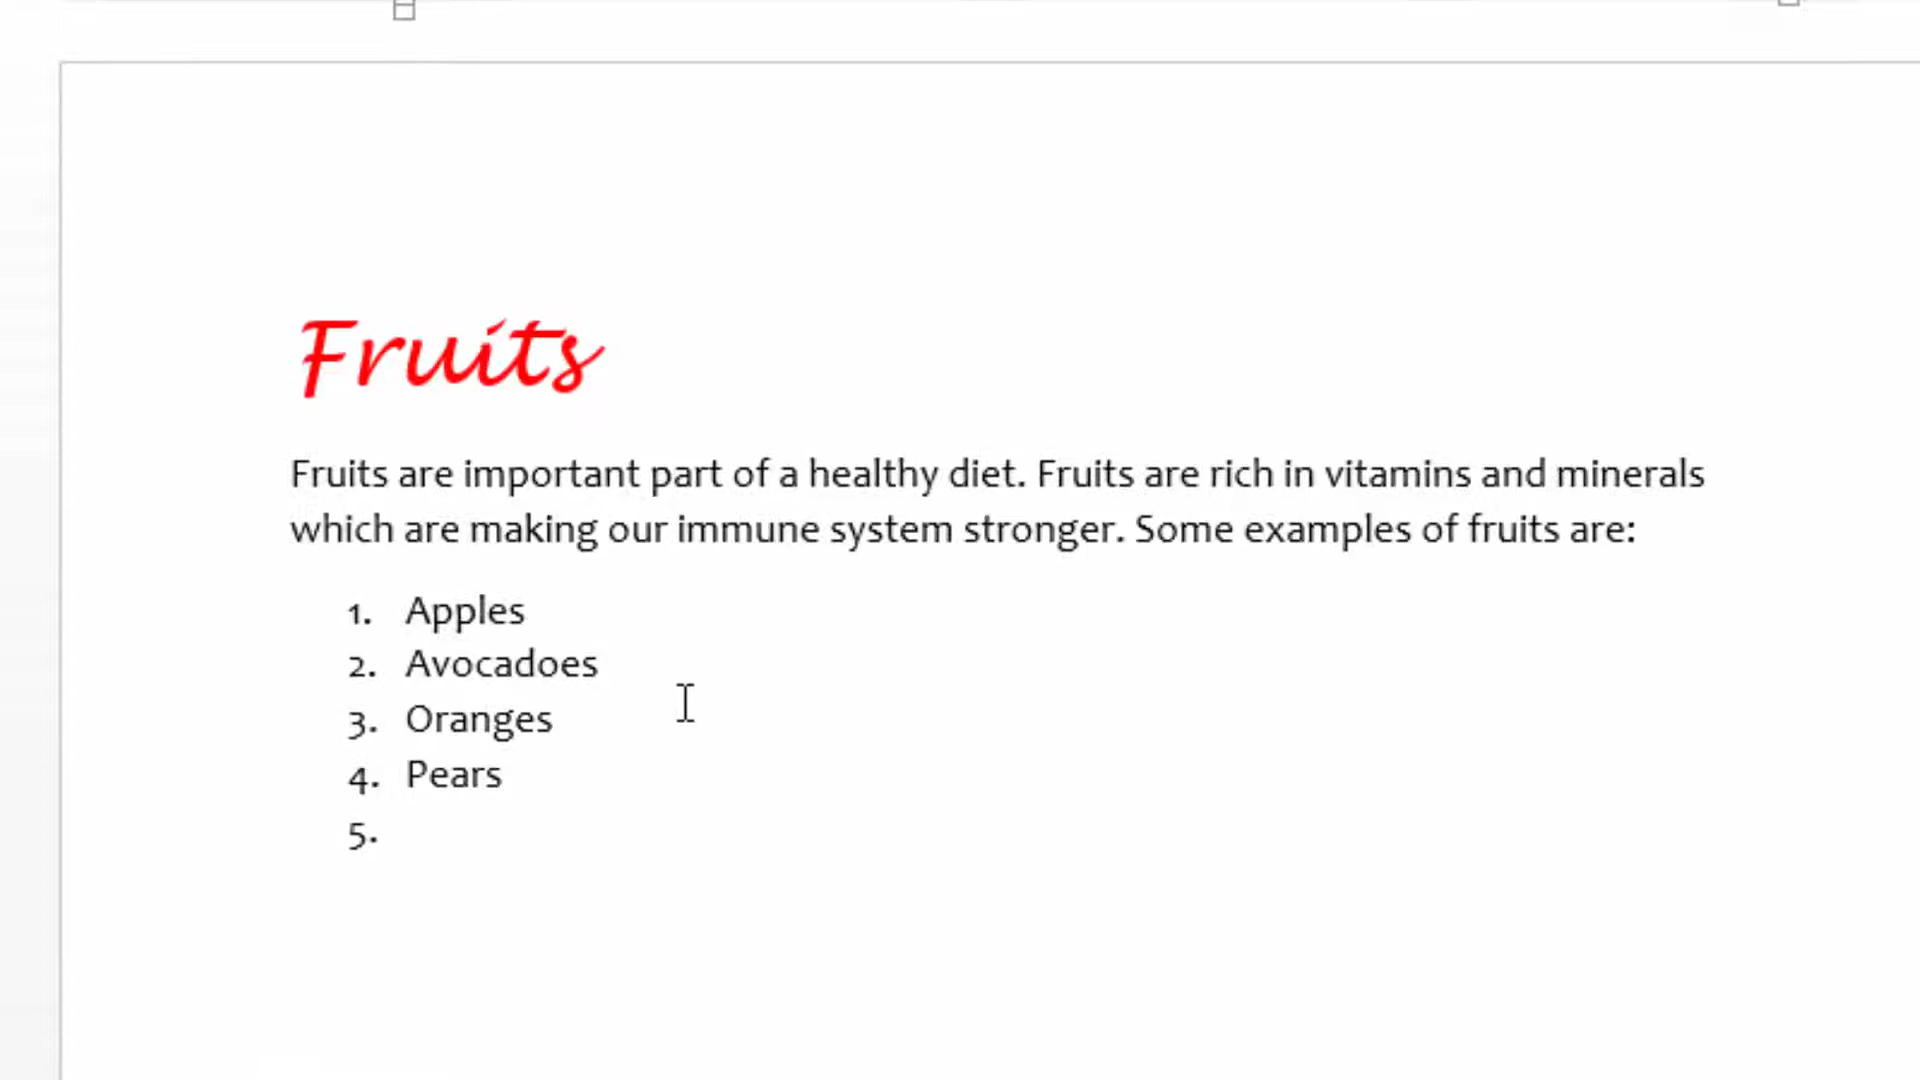 Fruits
Fruits are important part of a healthy diet. Fruits are rich in vitamins and minerals
which are making our immune system stronger. Some examples of fruits are:
1. Apples
2. Avocadoes
3. Oranges
4. Pears
5.